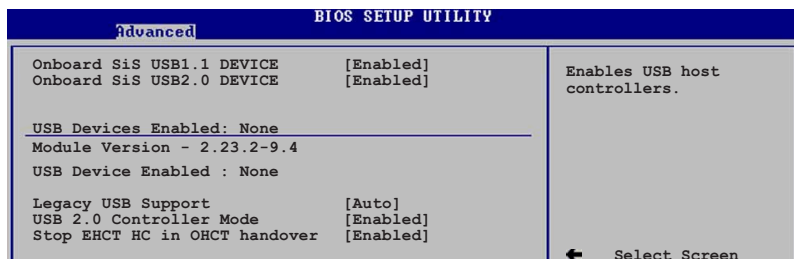 BIOS SETUP UTILITY
Advanced
Onboard SiS USB1.1 DEVICE [Enabled]
Onboard SiS USB2.0 DEVICE [Enabled]
USB Devices Enabled: None
Module Version - 2.23.2-9.4
USB Device Enabled : None
Legacy USB Support [Auto]
USB 2.0 Controller Mode [Enabled]
Stop EHCT HC in OHCT handover [Enabled]
Enables USB host
controllers.
← Select Screen